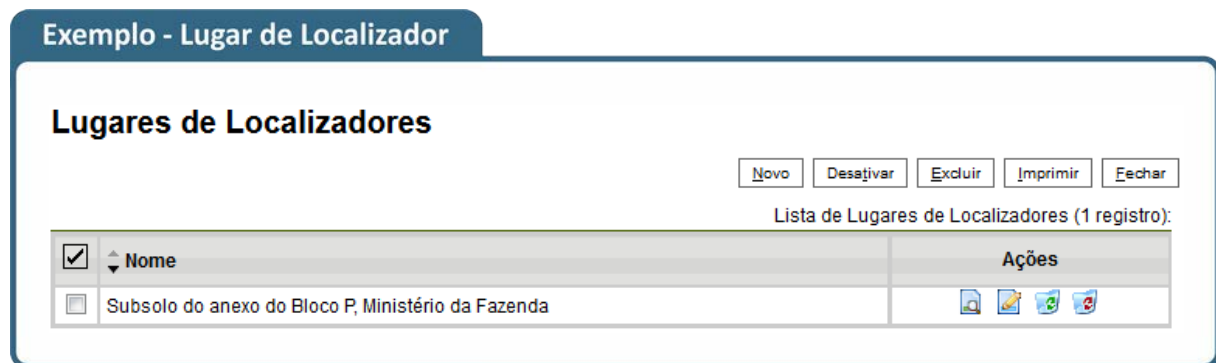 Exemplo - Lugar de Localizador
Lugares de Localizadores
Novo Desativar Excluir Imprimir Fechar
Lista de Lugares de Localizadores (1 registro):
Nome Ações
Subsolo do anexo do Bloco P, Ministério da Fazenda